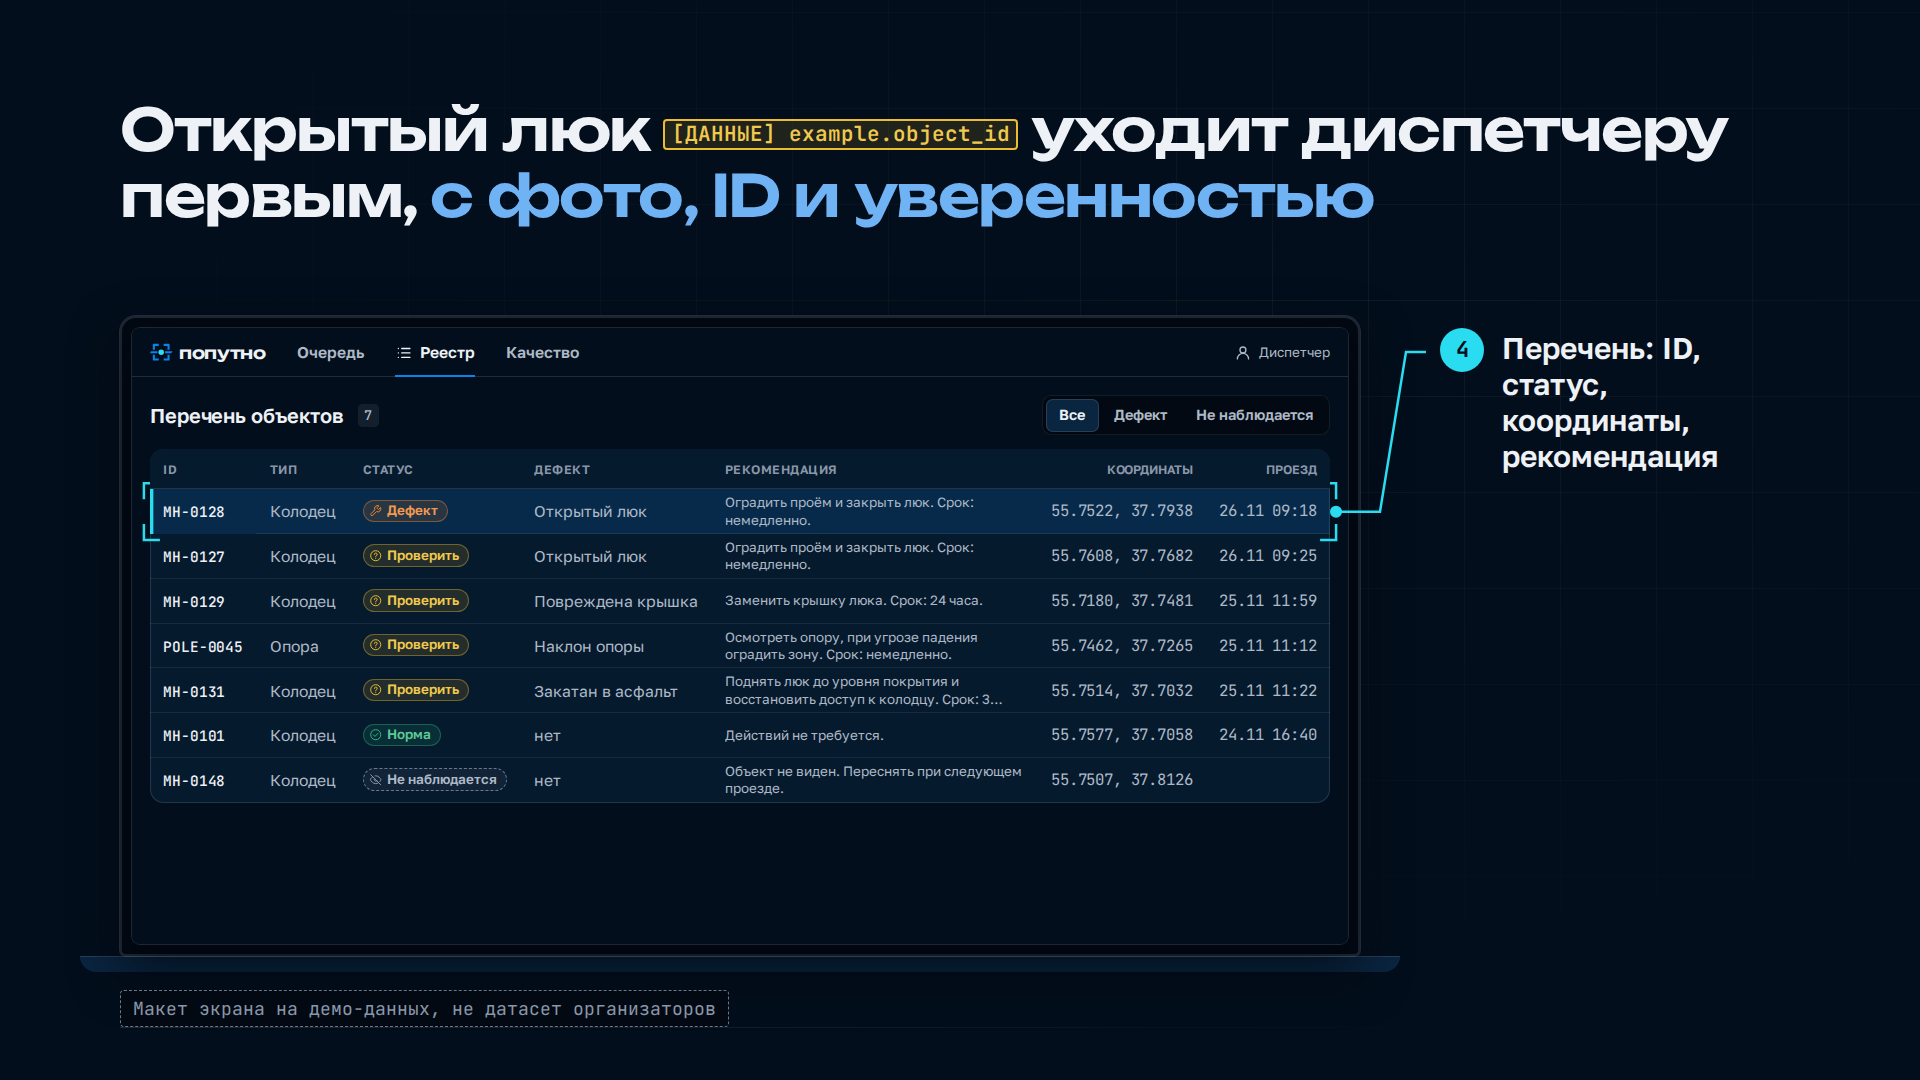 Открытый люк [ДАННЫЕ] example.object_id уходит диспетчеру
первым, с фото, ID и уверенностью
попутно Очередь Реестр Качество Диспетчер
Перечень объектов 7 Все Дефект Не наблюдается
ID ТИП СТАТУС ДЕФЕКТ РЕКОМЕНДАЦИЯ КООРДИНАТЫ ПРОЕЗД
MH-0128 Колодец Дефект Открытый люк Оградить проём и закрыть люк. Срок:
немедленно. 55.7522, 37.7938 26.11 09:18
MH-0127 Колодец Проверить Открытый люк Оградить проём и закрыть люк. Срок:
немедленно. 55.7608, 37.7682 26.11 09:25
MH-0129 Колодец Проверить Повреждена крышка Заменить крышку люка. Срок: 24 часа. 55.7180, 37.7481 25.11 11:59
POLE-0045 Опора Проверить Наклон опоры Осмотреть опору, при угрозе падения
оградить зону. Срок: немедленно. 55.7462, 37.7265 25.11 11:12
MH-0131 Колодец Проверить Закатан в асфальт Поднять люк до уровня покрытия и
восстановить доступ к колодцу. Срок: 3... 55.7514, 37.7032 25.11 11:22
MH-0101 Колодец Норма нет Действий не требуется. 55.7577, 37.7058 24.11 16:40
MH-0148 Колодец Не наблюдается нет Объект не виден. Переснять при следующем
проезде. 55.7507, 37.8126
4 Перечень: ID,
статус,
координаты,
рекомендация
Макет экрана на демо-данных, не датасет организаторов